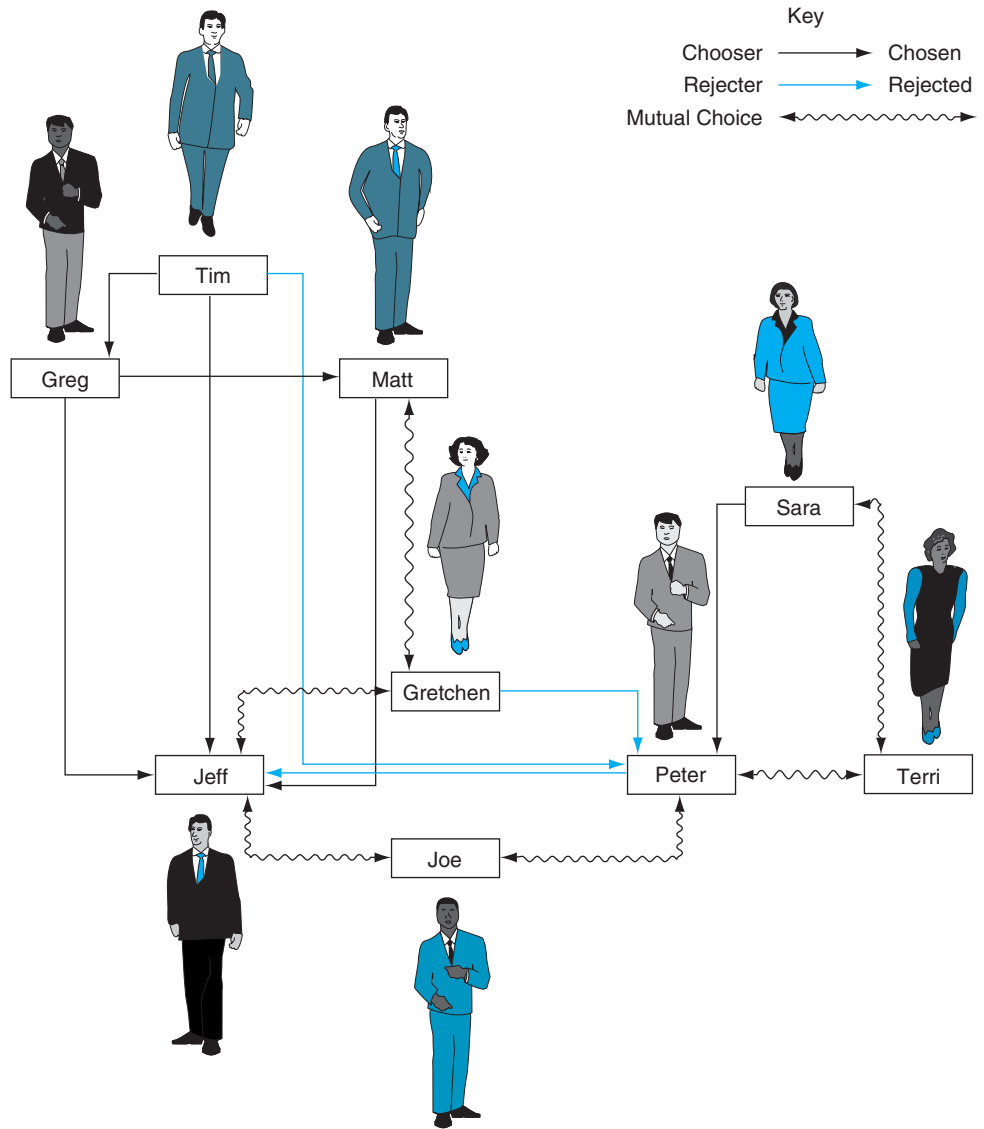 Key
Chooser Chosen
Rejecter Rejected
Mutual Choice
Tim
Greg
Matt
Sara
Gretchen
Jeff
Peter
Terri
Joe